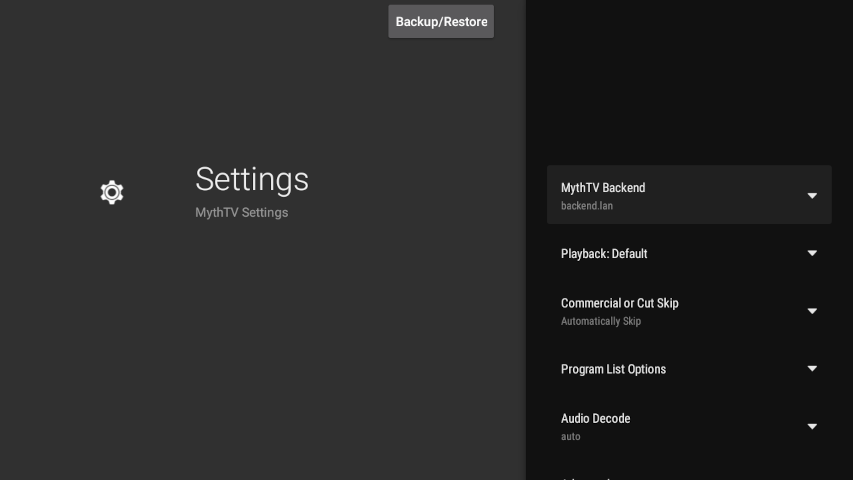 Backup/Restore
Settings
MythTV Settings
MythTV Backend
backend.lan
Playback: Default
Commercial or Cut Skip
Automatically Skip
Program List Options
Audio Decode
auto